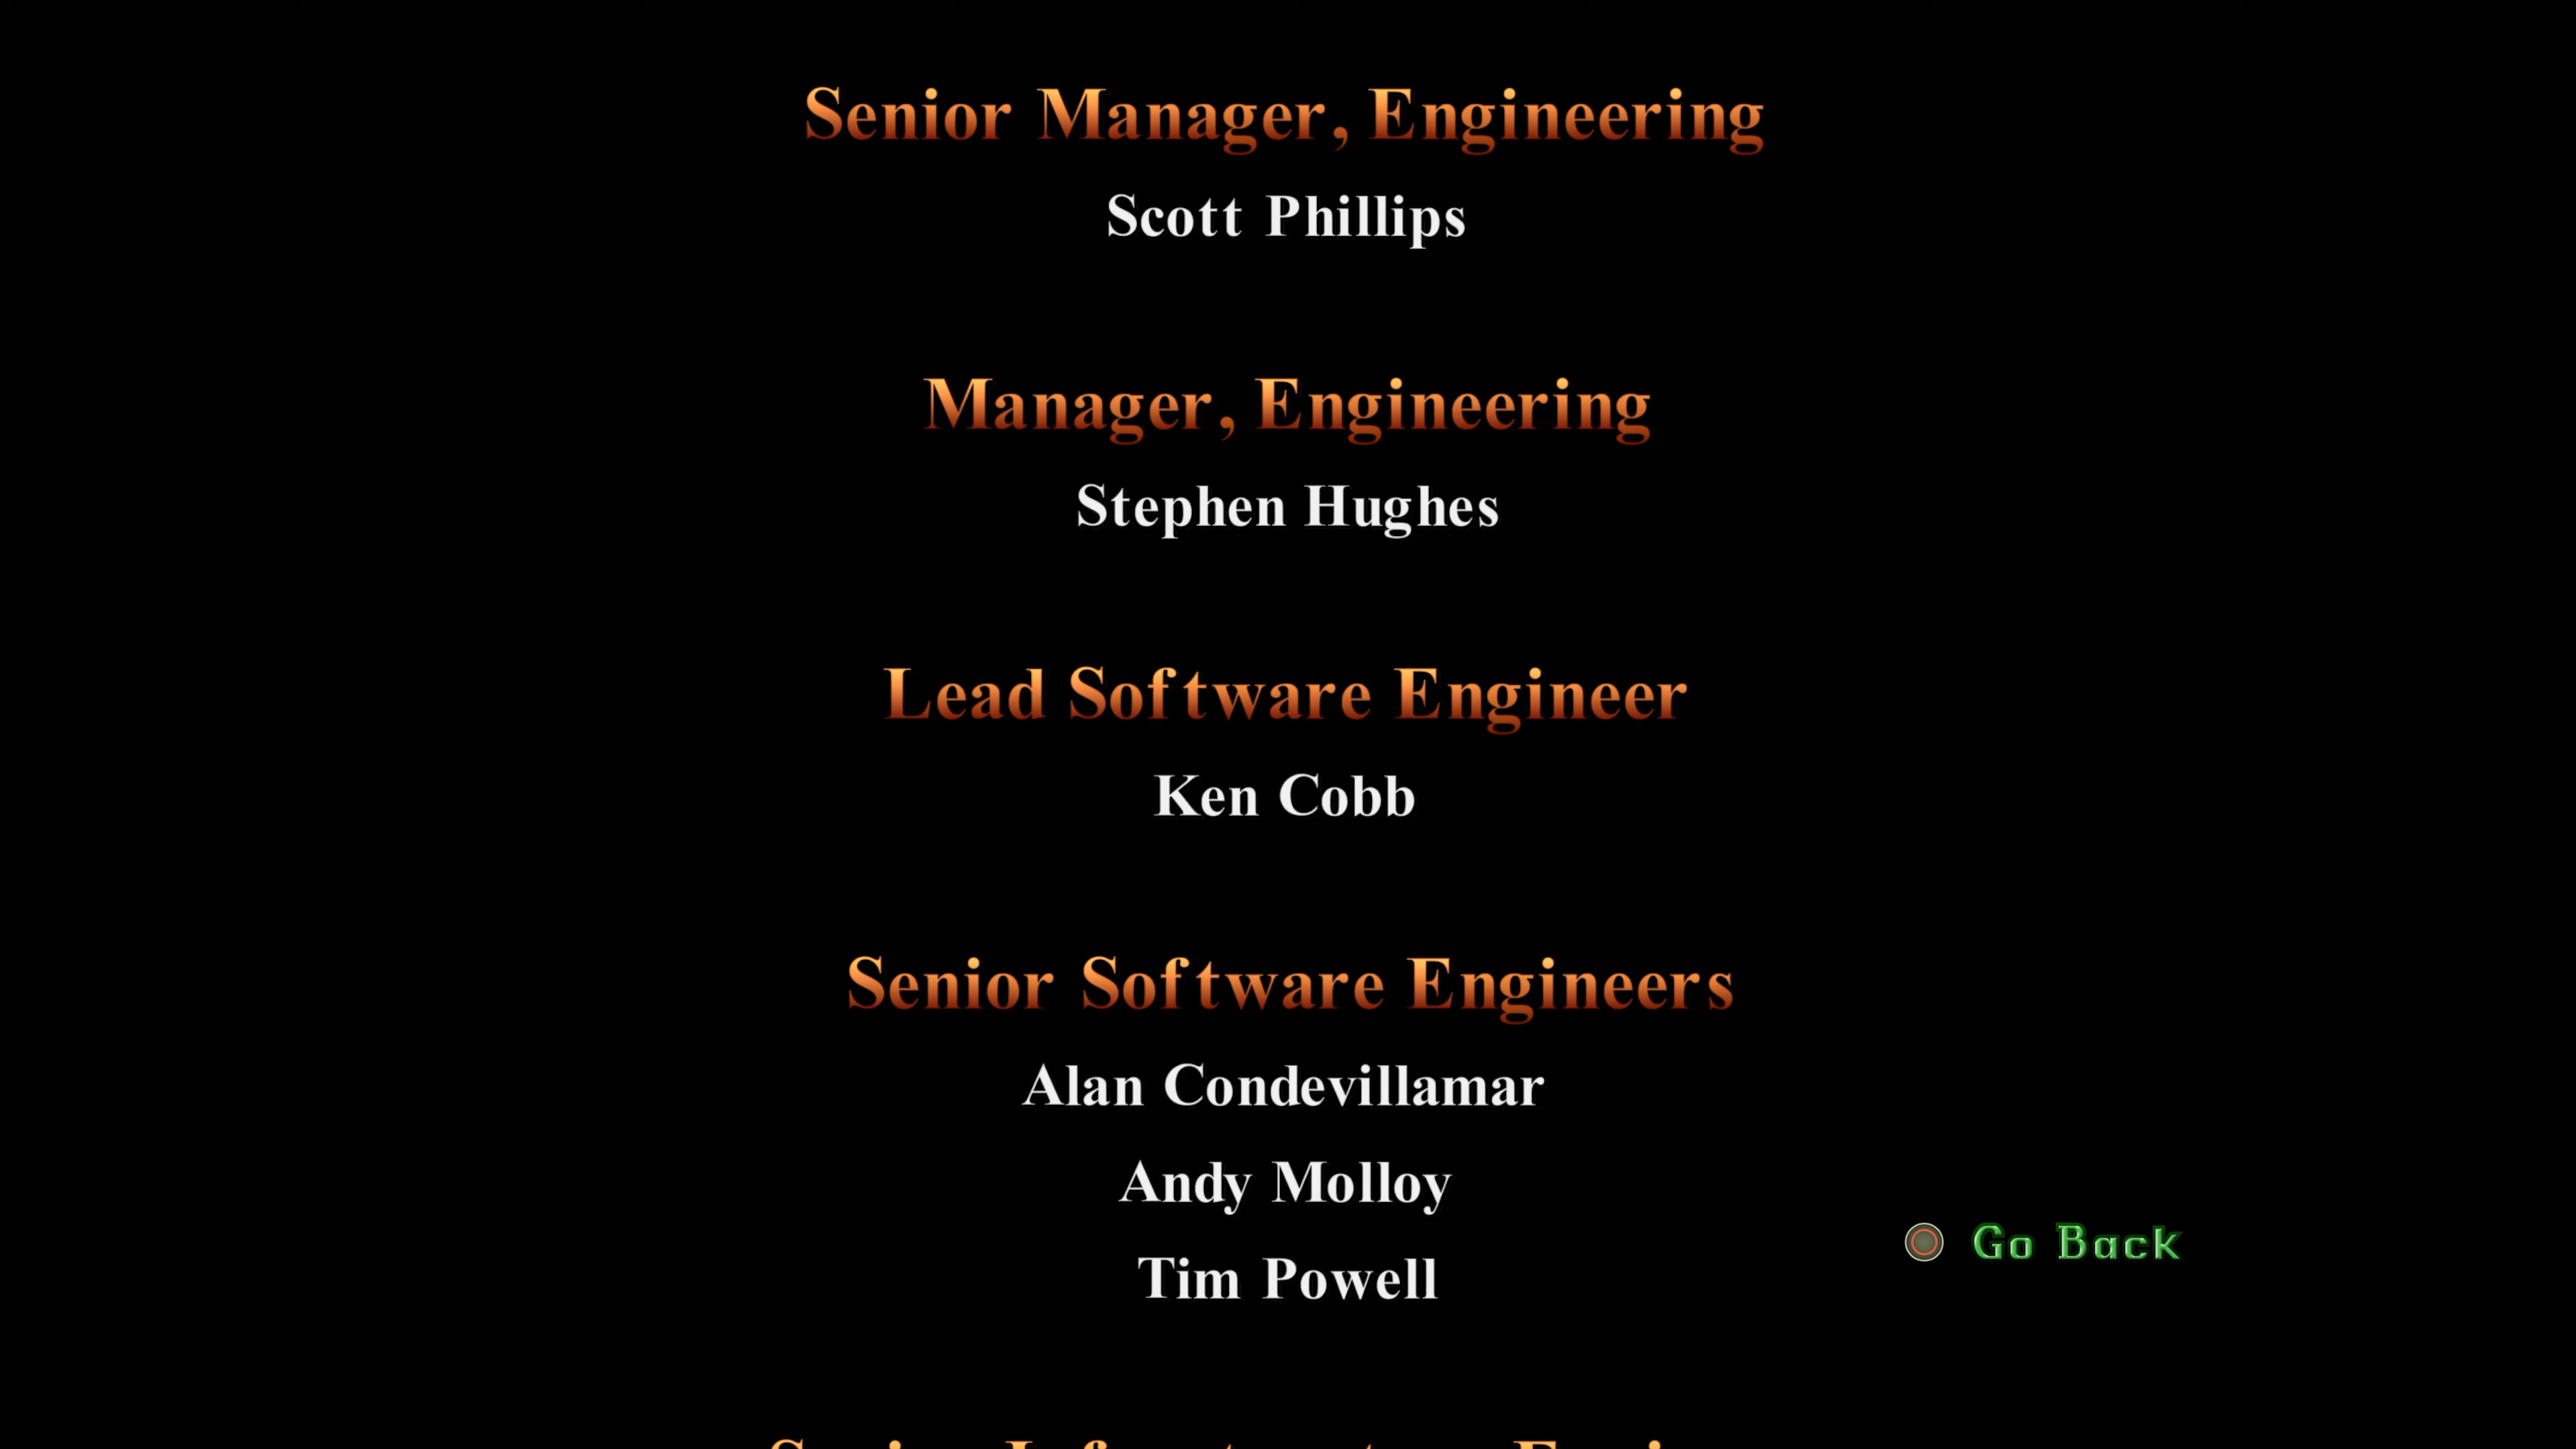 Senior Manager, Engineering
Scott Phillips
Manager, Engineering
Stephen Hughes
Lead Software Engineer
Ken Cobb
Senior Software Engineers
Alan Condevillamar
Andy Molloy
Tim Powell
Go Back